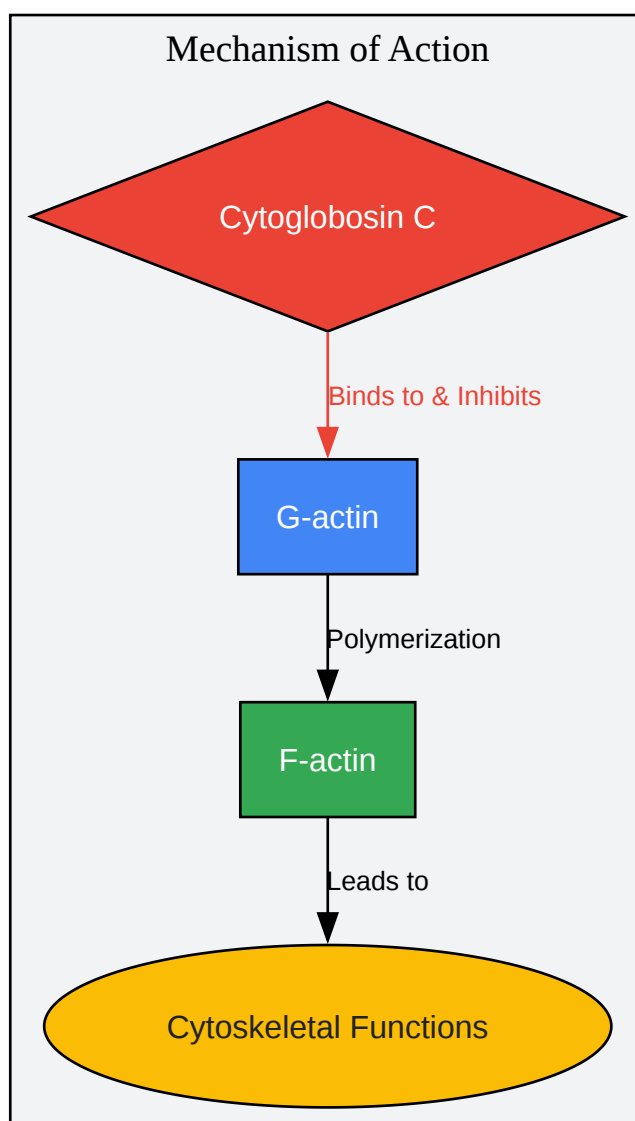 Mechanism of Action
Cytoglobosin C
Binds to & Inhibits
G-actin
Polymerization
F-actin
Leads to
Cytoskeletal Functions